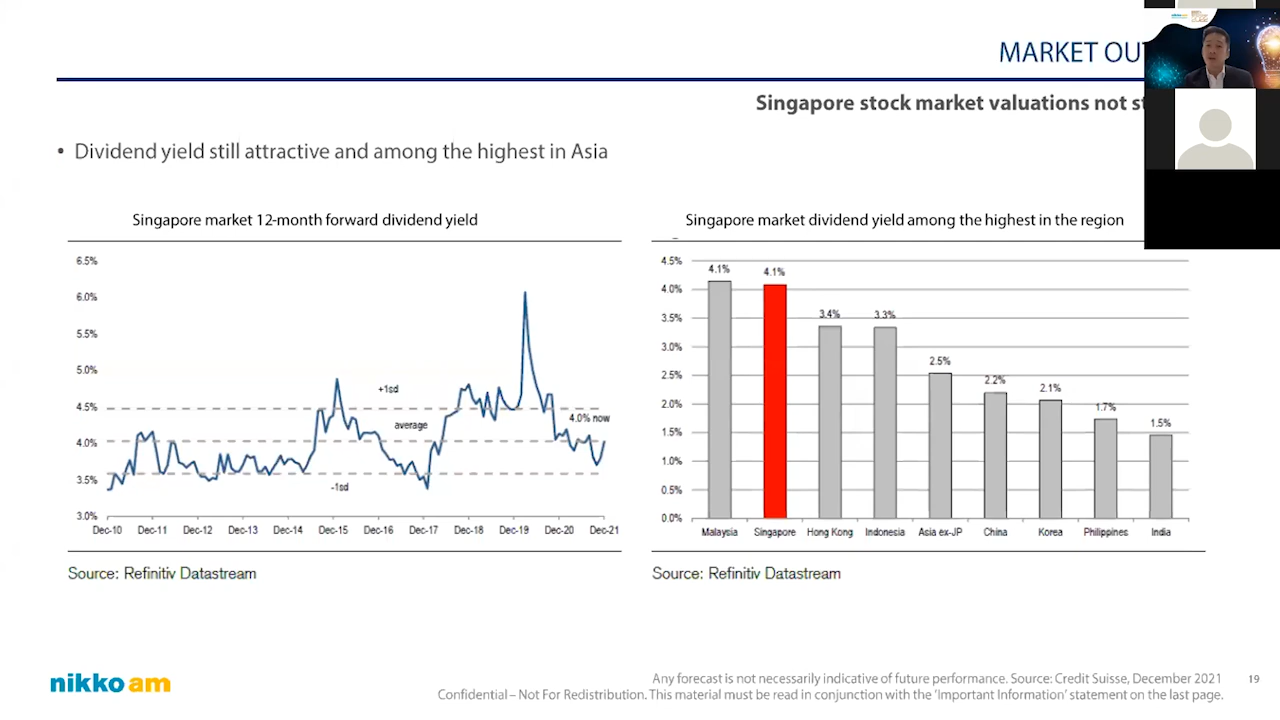 MARKET OU
Singapore stock market valuations not
• Dividend yield still attractive and among the highest in Asia
Singapore market 12-month forward dividend yield
6.5%
6.0%
5.5%
5.0%
4.5%
4.0%
3.5%
3.0%
+1sd
average
4.0% now
-1sd
Dec-10 Dec-11 Dec-12 Dec-13 Dec-14 Dec-15 Dec-16 Dec-17 Dec-18 Dec-19 Dec-20 Dec-21
Source: Refinitiv Datastream
Singapore market dividend yield among the highest in the region
4.5%
4.0%
3.5%
3.0%
2.5%
2.0%
1.5%
1.0%
0.5%
0.0%
4.1% 4.1% 3.4% 3.3% 2.5% 2.2% 2.1% 1.7% 1.5%
Malaysia Singapore Hong Kong Indonesia Asia ex-JP China Korea Philippines India
Source: Refinitiv Datastream
nikko am
Any forecast is not necessarily indicative of future performance. Source: Credit Suisse, December 2021
19
Confidential – Not For Redistribution. This material must be read in conjunction with the ‘Important Information’ statement on the last page.
nikko am